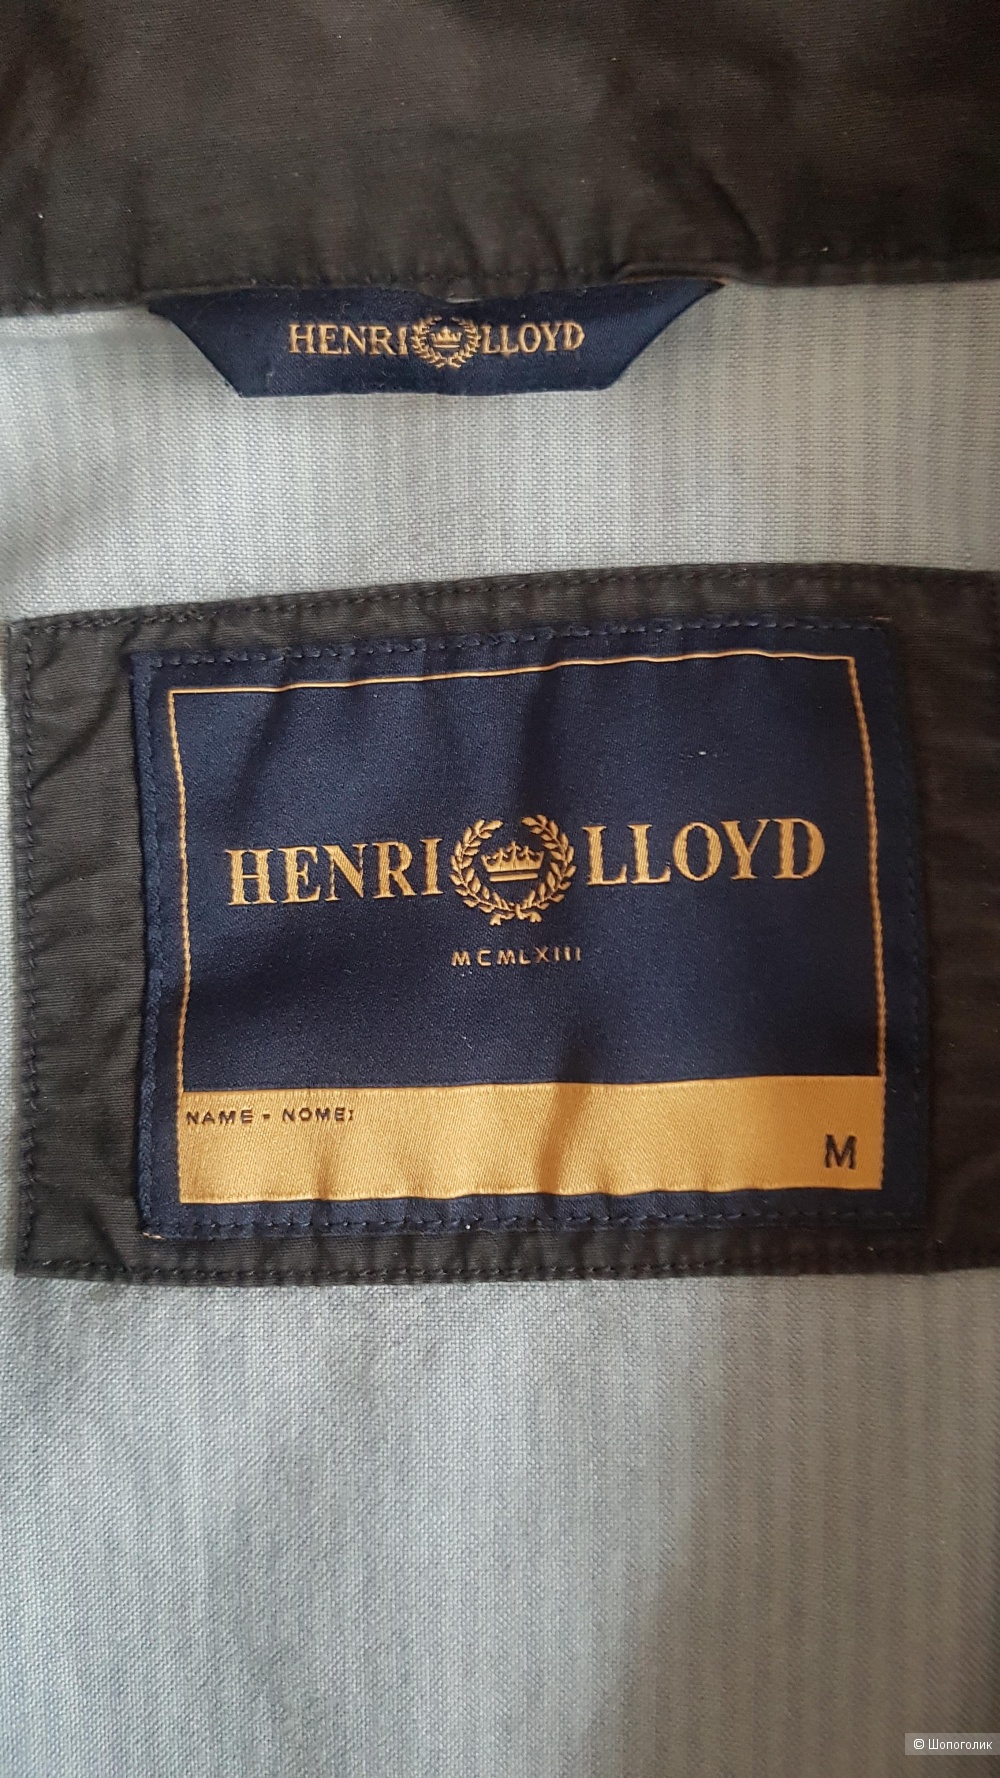 HENRI LLOYD
HENRI LLOYD
MCMLXIII
NAME - NOME:
M
© Шопоголик